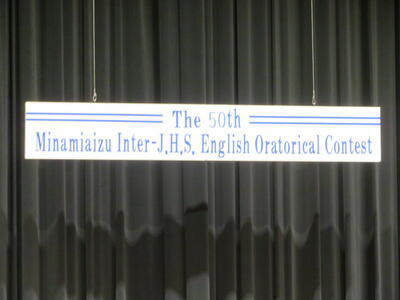 The 50th
Minamiaizu Inter-J.H.S. English Oratorical Contest